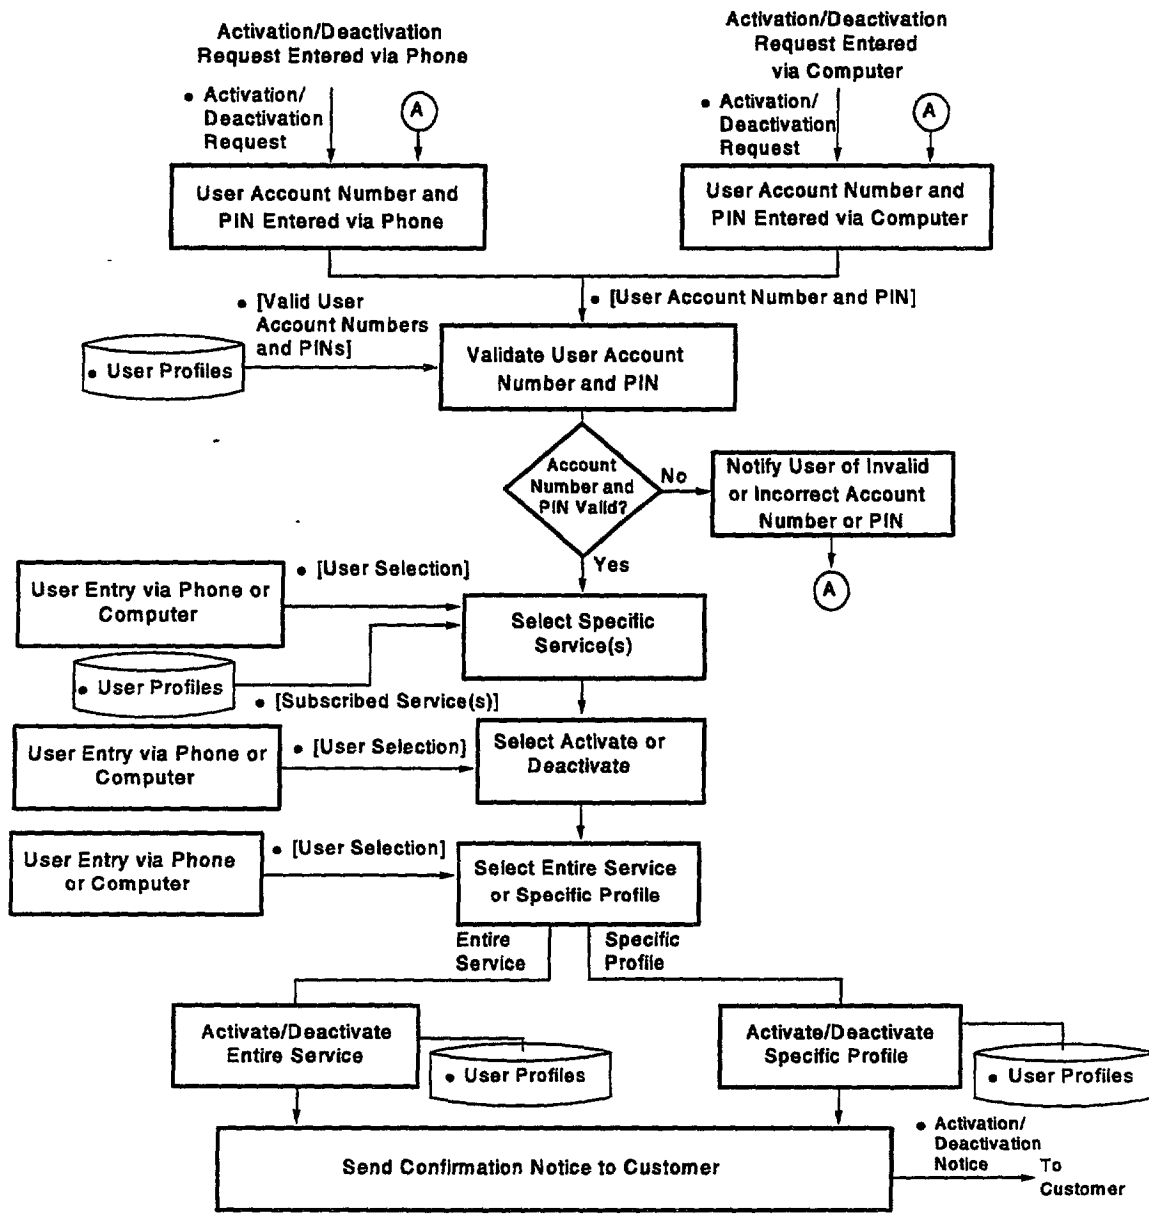 Activation/Deactivation
Request Entered via Phone
Activation/Deactivation
Request Entered
via Computer
• Activation/
Deactivation
Request
A
• Activation/
Deactivation
Request
A
User Account Number and
PIN Entered via Phone
User Account Number and
PIN Entered via Computer
• [Valid User
Account Numbers
and PINs]
• [User Account Number and PIN]
• User Profiles
Validate User Account
Number and PIN
Account
Number and
PIN Valid?
No
Notify User of Invalid
or Incorrect Account
Number or PIN
Yes
A
User Entry via Phone or
Computer
• [User Selection]
Select Specific
Service(s)
• User Profiles
• [Subscribed Service(s)]
User Entry via Phone or
Computer
• [User Selection]
Select Activate or
Deactivate
User Entry via Phone
or Computer
• [User Selection]
Select Entire Service
or Specific Profile
Entire
Service
Specific
Profile
Activate/Deactivate
Entire Service
• User Profiles
Activate/Deactivate
Specific Profile
• User Profiles
Send Confirmation Notice to Customer
• Activation/
Deactivation
Notice
To
Customer